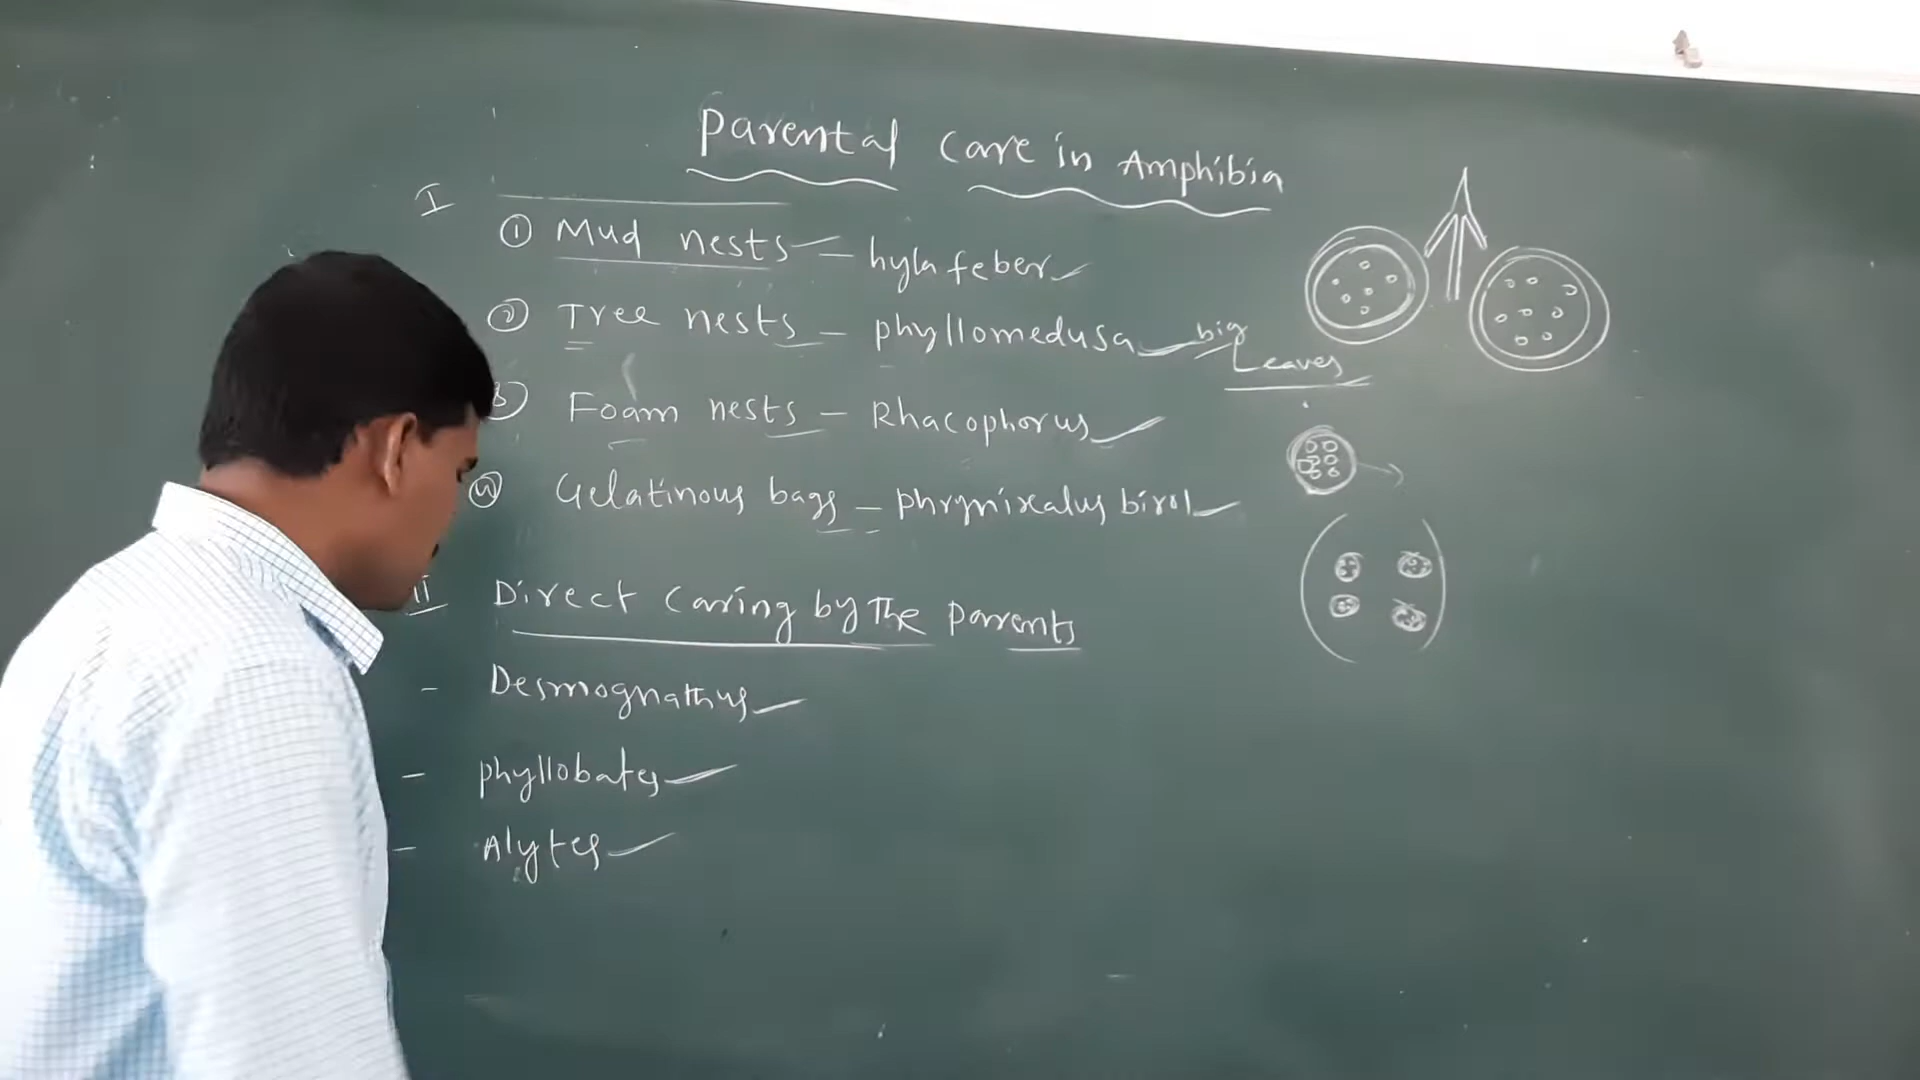 Parental Care in Amphibia
I
① Mud nests – hyla feber
② Tree nests – phyllomedusa big Leaves
③ Foam nests – Rhacophorus
④ Gelatinous bags – phrynixalus birol
II Direct caring by the parents
- Desmognathus
- phyllobates
- Alytes